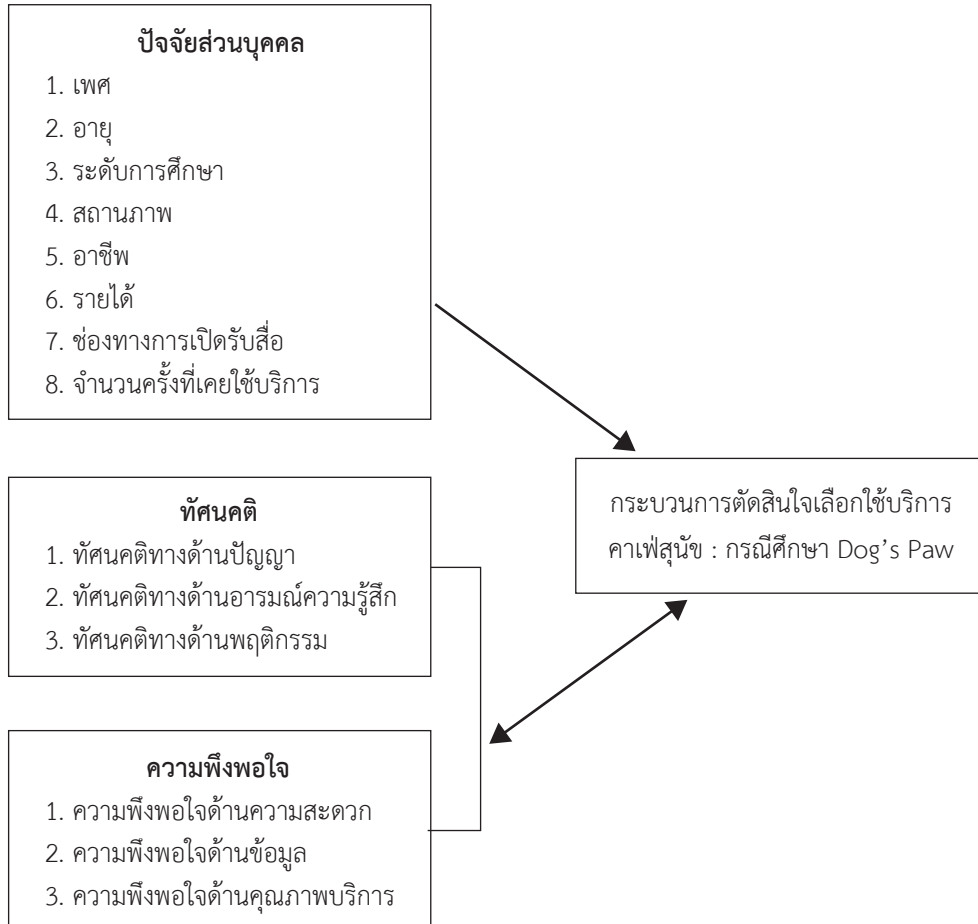 ปัจจัยส่วนบุคคล
1. เพศ
2. อายุ
3. ระดับการศึกษา
4. สถานภาพ
5. อาชีพ
6. รายได้
7. ช่องทางการเปิดรับสื่อ
8. จำนวนครั้งที่เคยใช้บริการ
ทัศนคติ
1. ทัศนคติทางด้านปัญญา
2. ทัศนคติทางด้านอารมณ์ความรู้สึก
3. ทัศนคติทางด้านพฤติกรรม
ความพึงพอใจ
1. ความพึงพอใจด้านความสะดวก
2. ความพึงพอใจด้านข้อมูล
3. ความพึงพอใจด้านคุณภาพบริการ
กระบวนการตัดสินใจเลือกใช้บริการ
คาเฟ่สุนัข : กรณีศึกษา Dog’s Paw